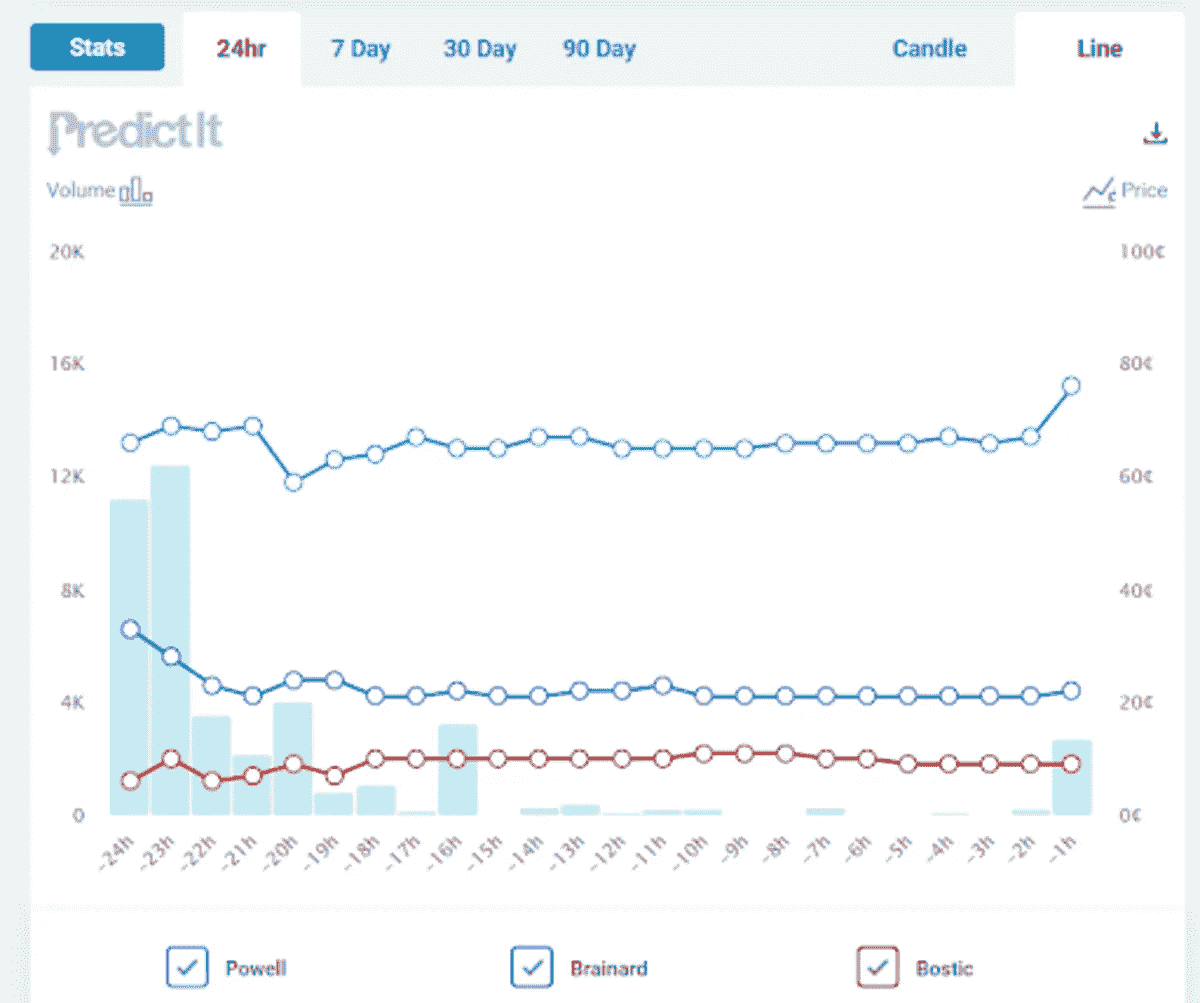 Stats 24hr 7 Day 30 Day 90 Day Candle Line
PredictIt
Volume Price
20K 100¢
16K 80¢
12K 60¢
8K 40¢
4K 20¢
0 0¢
-24h -23h -22h -21h -20h -19h -18h -17h -16h -15h -14h -13h -12h -11h -10h -9h -8h -7h -6h -5h -4h -3h -2h -1h
Powell Brainard Bostic